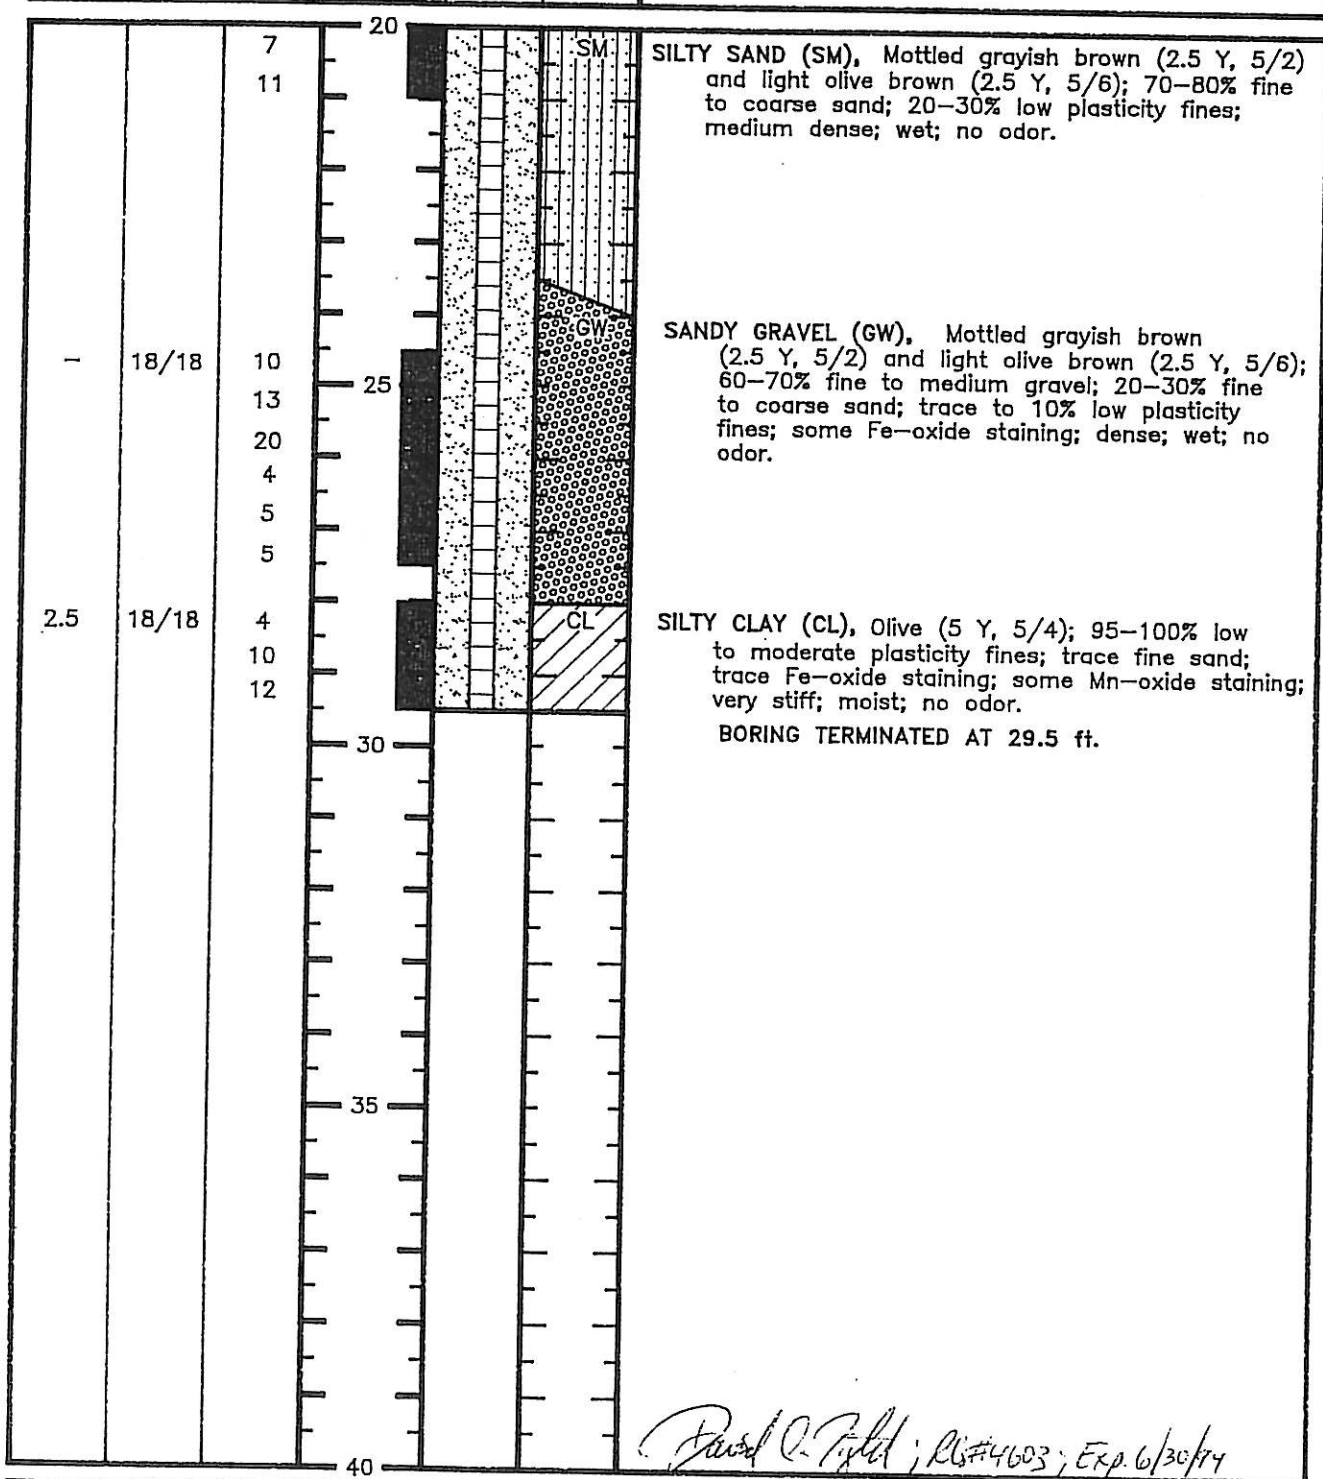 20
7
SM
SILTY SAND (SM), Mottled grayish brown (2.5 Y, 5/2)
11
and light olive brown (2.5 Y, 5/6); 70–80% fine
to coarse sand; 20–30% low plasticity fines;
medium dense; wet; no odor.
GW
SANDY GRAVEL (GW), Mottled grayish brown
– 18/18 10
(2.5 Y, 5/2) and light olive brown (2.5 Y, 5/6);
25
60–70% fine to medium gravel; 20–30% fine
13
to coarse sand; trace to 10% low plasticity
20
fines; some Fe–oxide staining; dense; wet; no
4
odor.
5
5
2.5 18/18 4
CL
SILTY CLAY (CL), Olive (5 Y, 5/4); 95–100% low
10
to moderate plasticity fines; trace fine sand;
12
trace Fe–oxide staining; some Mn–oxide staining;
very stiff; moist; no odor.
30
BORING TERMINATED AT 29.5 ft.
35
David ; RG#4603; Exp. 6/30/94
40